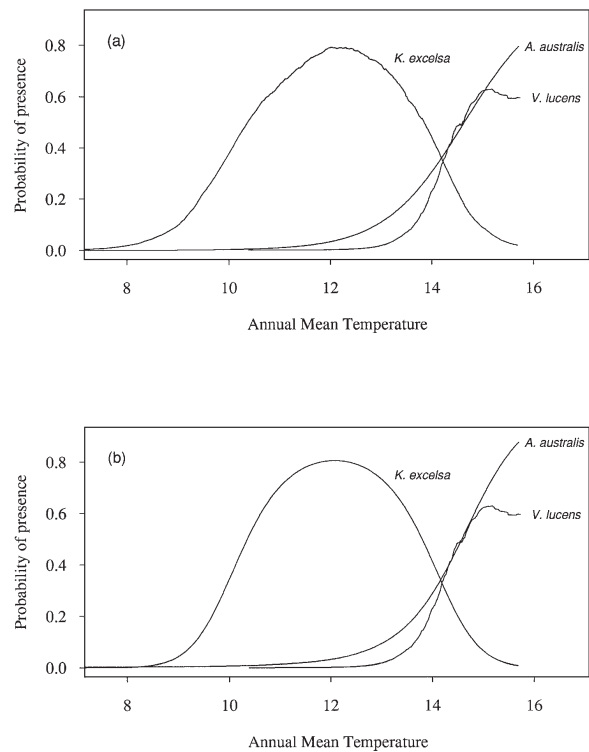 (a)
K. excelsa
A. australis
V. lucens
Probability of presence
0.8
0.6
0.4
0.2
0.0
8 10 12 14 16
Annual Mean Temperature
(b)
K. excelsa
A. australis
V. lucens
Probability of presence
0.8
0.6
0.4
0.2
0.0
8 10 12 14 16
Annual Mean Temperature